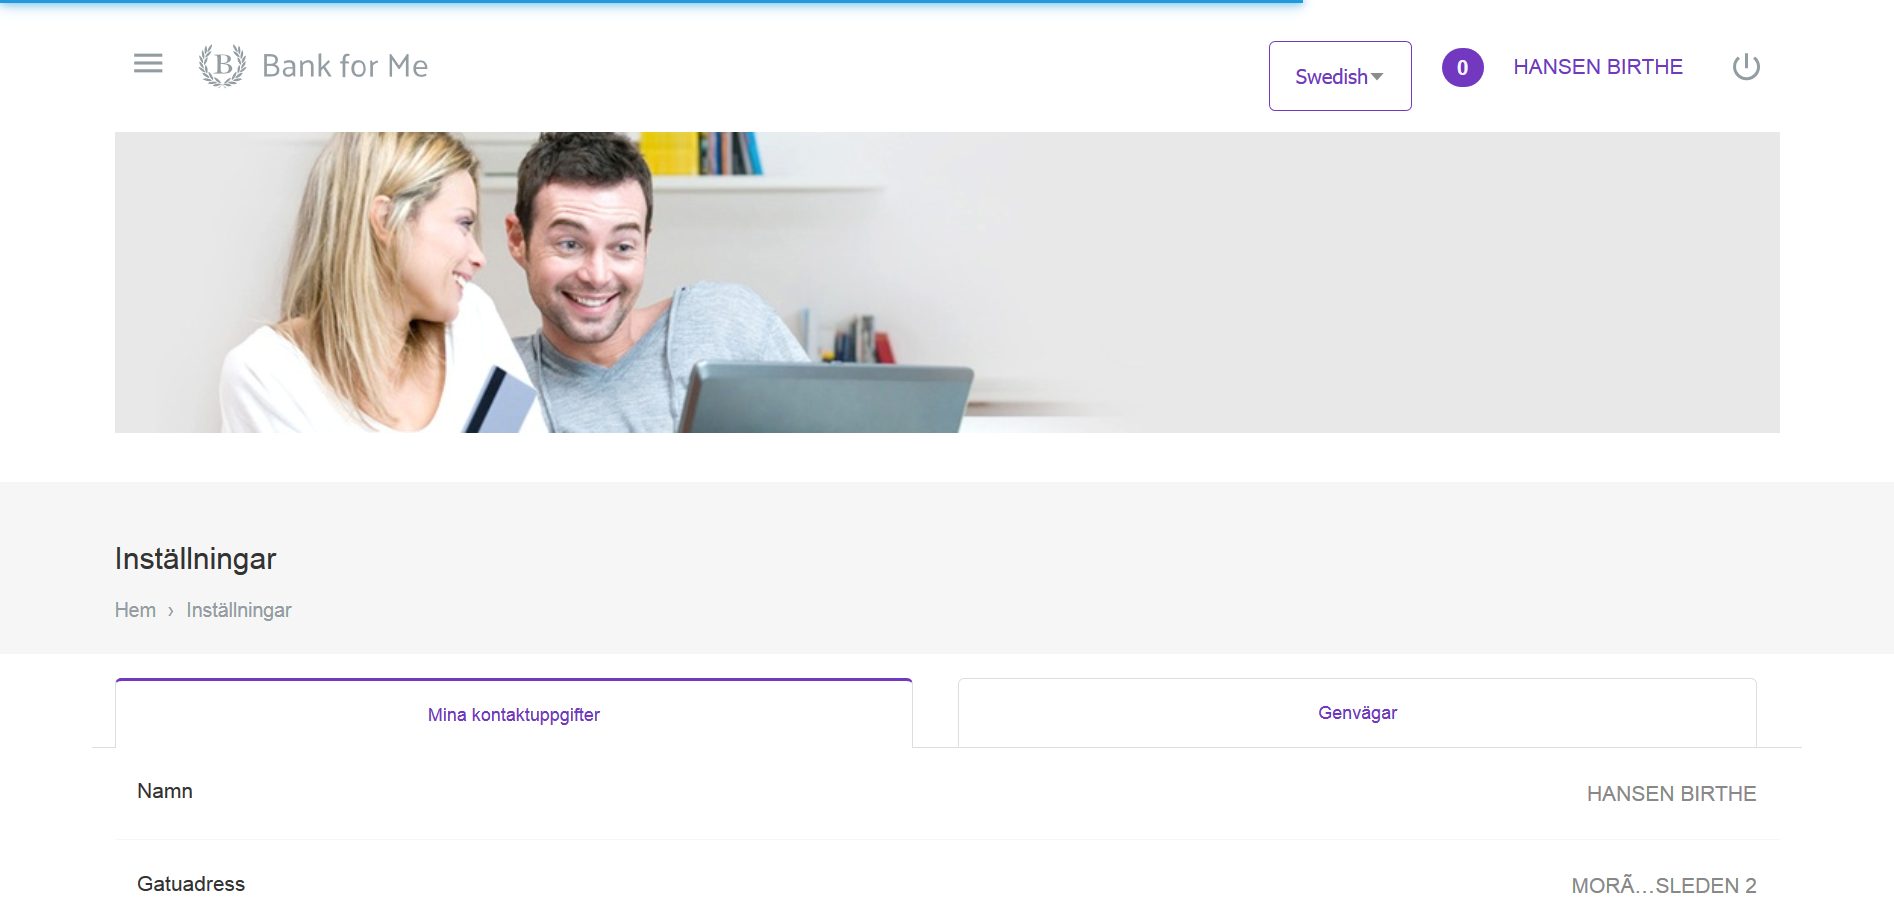 B Bank for Me
Swedish
0
HANSEN BIRTHE
Inställningar
Hem › Inställningar
Mina kontaktuppgifter
Genvägar
Namn
HANSEN BIRTHE
Gatuadress
MORÃ…SLEDEN 2